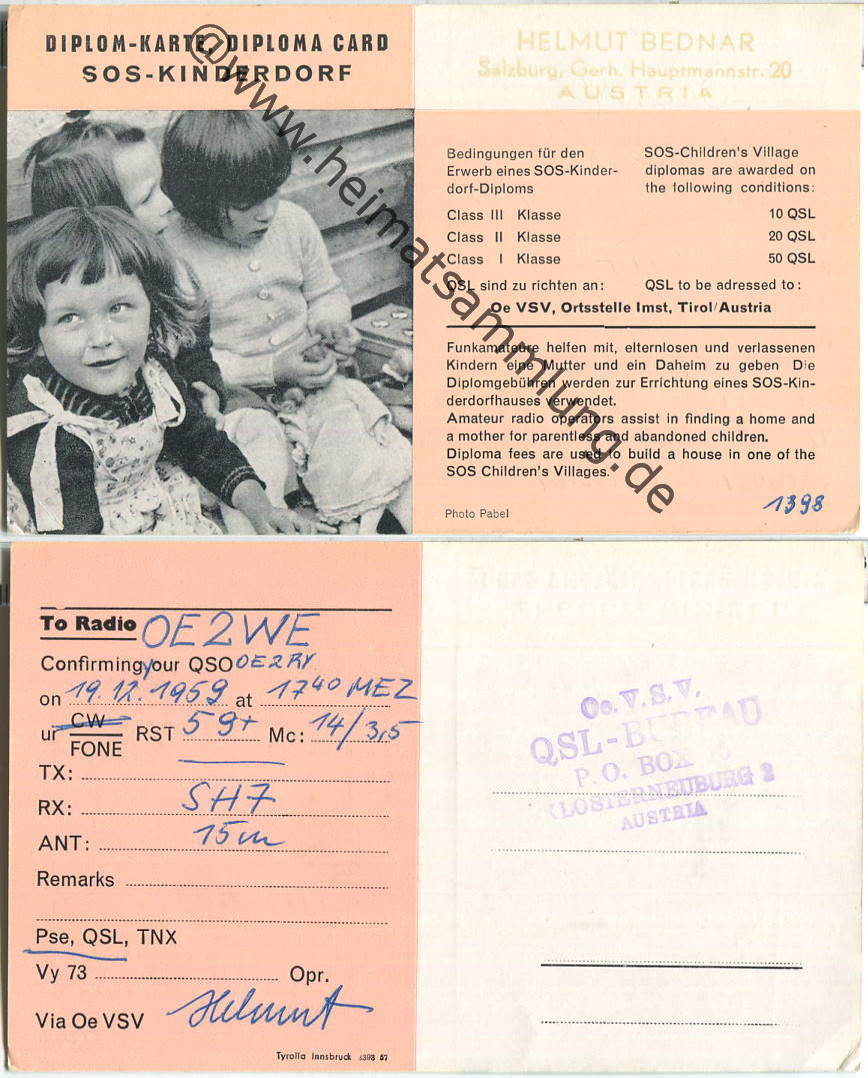 DIPLOM-KARTE, DIPLOMA CARD
SOS-KINDERDORF
HELMUT BEDNAR
Salzburg, Gerh. Hauptmannstr. 20
AUSTRIA
Bedingungen für den
Erwerb eines SOS-Kinder-
dorf-Diploms
SOS-Children's Village
diplomas are awarded on
the following conditions:
Class III Klasse 10 QSL
Class II Klasse 20 QSL
Class I Klasse 50 QSL
QSL sind zu richten an: QSL to be adressed to:
Oe VSV, Ortsstelle Imst, Tirol/Austria
Funkamateure helfen mit, elternlosen und verlassenen
Kindern eine Mutter und ein Daheim zu geben Die
Diplomgebühren werden zur Errichtung eines SOS-Kin-
derdorfhauses verwendet.
Amateur radio operators assist in finding a home and
a mother for parentless and abandoned children.
Diploma fees are used to build a house in one of the
SOS Children's Villages.
Photo Pabel
1398
@www.heimatsammlung.de
To Radio OE2WE
Confirming your QSO OE2RY
on 19.12.1959 at 1740 MEZ
ur CW RST 59+ Mc: 14/3,5
FONE
TX:
RX: SH7
ANT: 15m
Remarks
Pse, QSL, TNX
Vy 73 Opr.
Via Oe VSV Helmut
Tyrolia Innsbruck 57
Oe.V.S.V.
QSL-BUREAU
P.O. BOX
KLOSTERNEUBURG 2
AUSTRIA